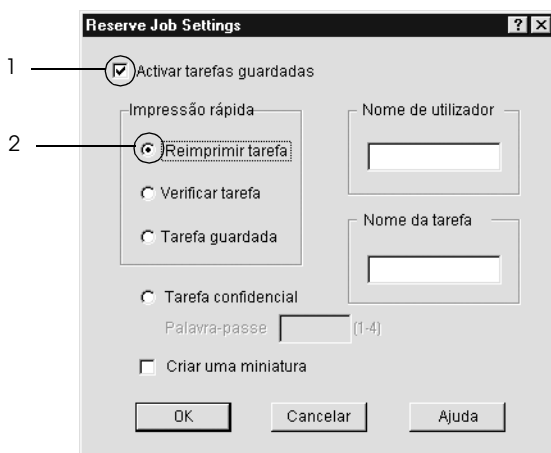 Reserve Job Settings
1
Activar tarefas guardadas
Impressão rápida
2
Reimprimir tarefa
Verificar tarefa
Tarefa guardada
Nome de utilizador
Nome da tarefa
Tarefa confidencial
Palavra-passe (1-4)
Criar uma miniatura
OK Cancelar Ajuda